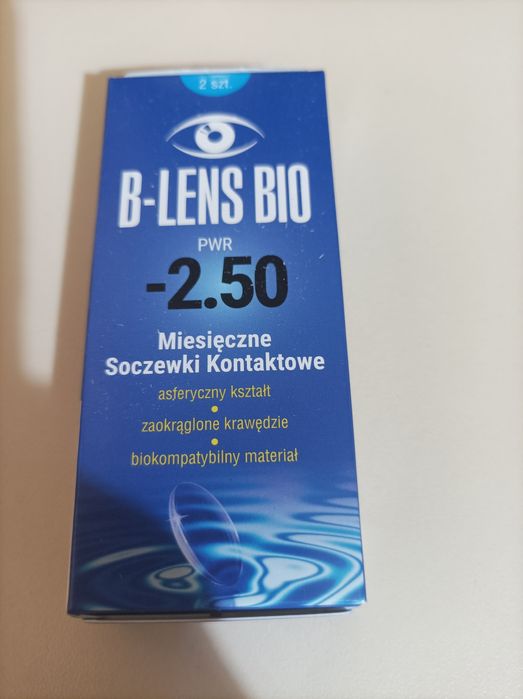 2 szt.
B-LENS BIO
PWR
-2.50
Miesięczne
Soczewki Kontaktowe
asferyczny kształt
•
zaokrąglone krawędzie
•
biokompatybilny materiał